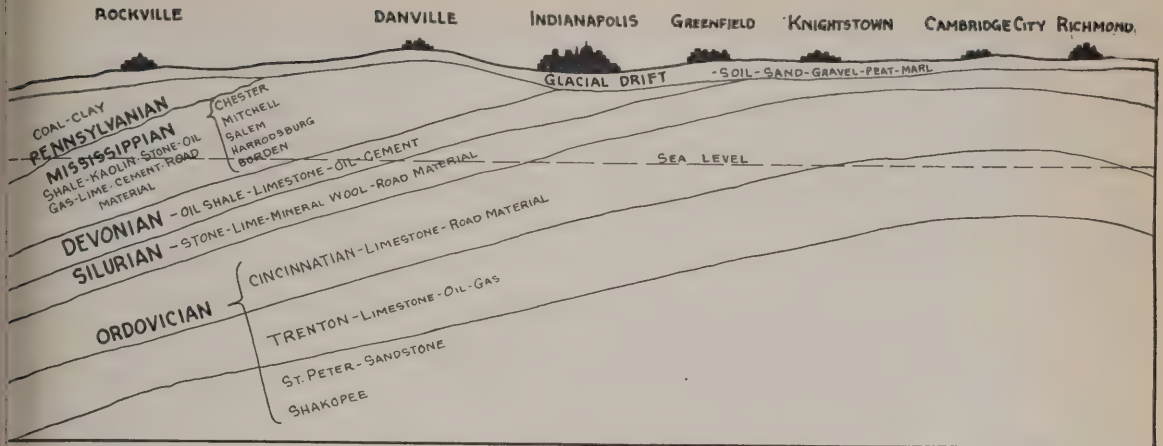 ROCKVILLE DANVILLE INDIANAPOLIS GREENFIELD KNIGHTSTOWN CAMBRIDGE CITY RICHMOND.
GLACIAL DRIFT -SOIL-SAND-GRAVEL-PEAT-MARL
COAL-CLAY
PENNSYLVANIAN
MISSISSIPPIAN
SHALE-KAOLIN-STONE-OIL
GAS-LIME-CEMENT-ROAD
MATERIAL
CHESTER
MITCHELL
SALEM
HARRODSBURG
BORDEN
SEA LEVEL
DEVONIAN - OIL SHALE-LIMESTONE-OIL-CEMENT
SILURIAN - STONE-LIME-MINERAL WOOL-ROAD MATERIAL
ORDOVICIAN
CINCINNATIAN-LIMESTONE-ROAD MATERIAL
TRENTON-LIMESTONE-OIL-GAS
ST. PETER-SANDSTONE
SHAKOPEE